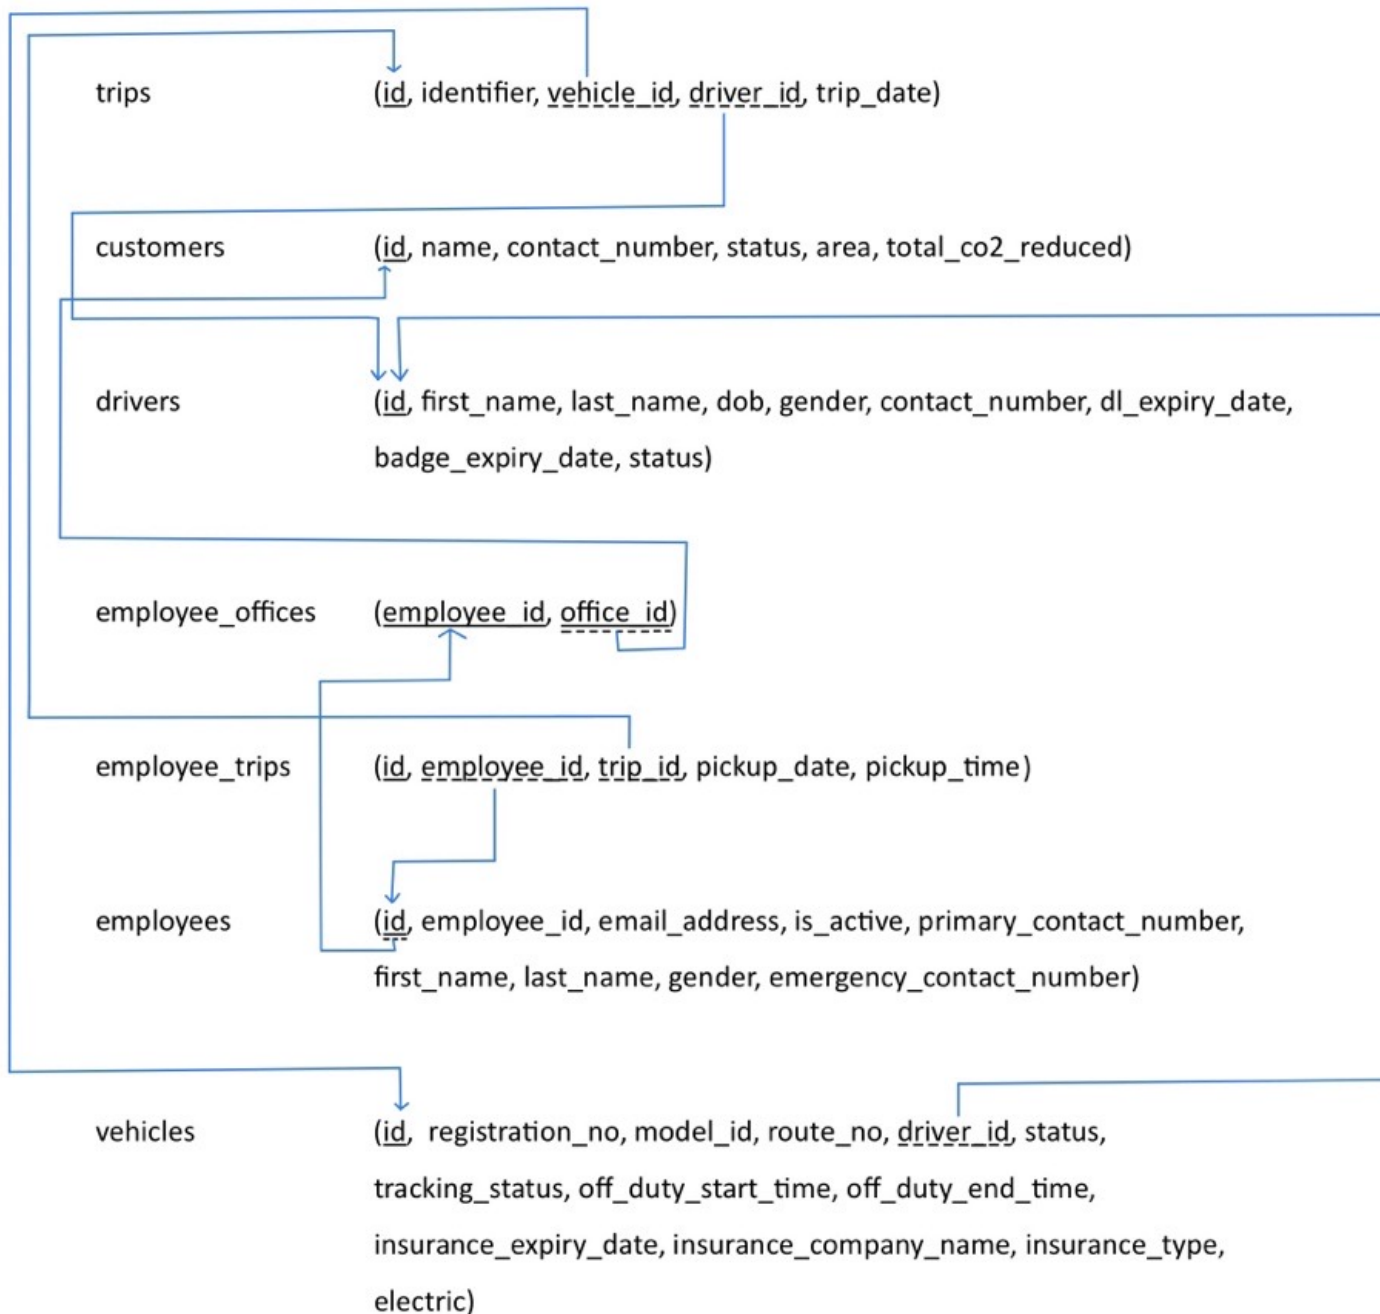 trips (id, identifier, vehicle_id, driver_id, trip_date)
customers (id, name, contact_number, status, area, total_co2_reduced)
drivers (id, first_name, last_name, dob, gender, contact_number, dl_expiry_date,
badge_expiry_date, status)
employee_offices (employee_id, office_id)
employee_trips (id, employee_id, trip_id, pickup_date, pickup_time)
employees (id, employee_id, email_address, is_active, primary_contact_number,
first_name, last_name, gender, emergency_contact_number)
vehicles (id, registration_no, model_id, route_no, driver_id, status,
tracking_status, off_duty_start_time, off_duty_end_time,
insurance_expiry_date, insurance_company_name, insurance_type,
electric)